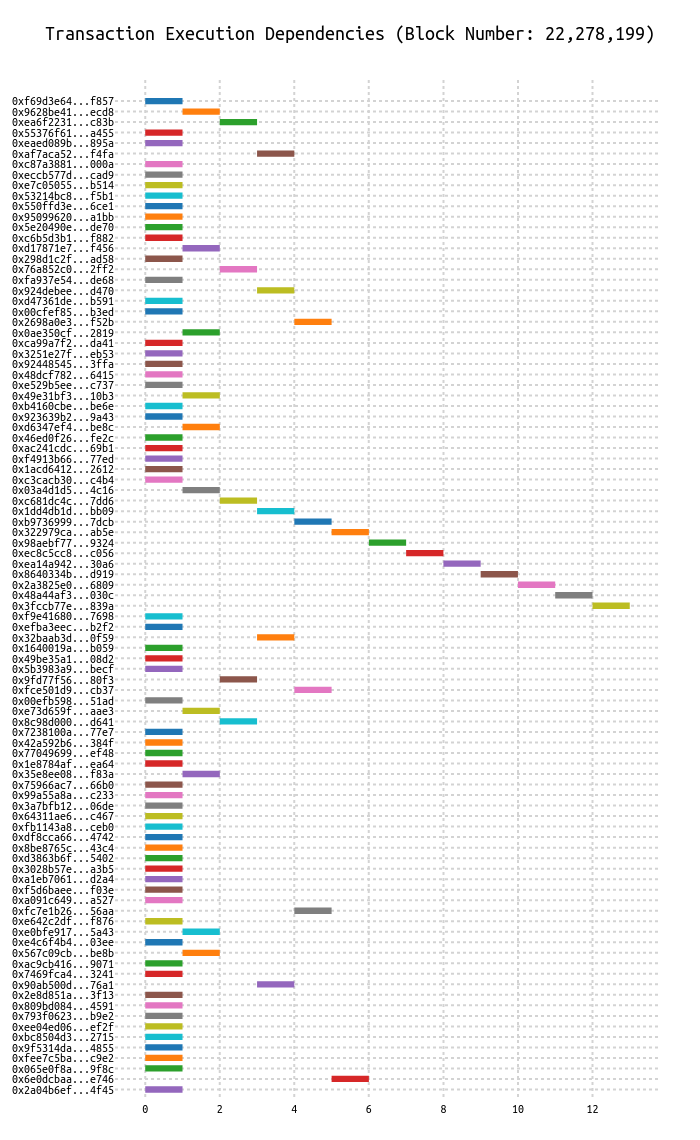 Transaction Execution Dependencies (Block Number: 22,278,199)
0xf69d3e64...f857
0x9628be41...ecd8
0xea6f2231...c83b
0x55376f61...a455
0xeaed089b...895a
0xaf7aca52...f4fa
0xc87a3881...000a
0xeccb577d...cad9
0xe7c05055...b514
0x53214bc8...f5b1
0x550ffd3e...6ce1
0x95099620...a1bb
0x5e20490e...de70
0xc6b5d3b1...f882
0xd17871e7...f456
0x298d1c2f...ad58
0x76a852c0...2ff2
0xfa937e54...de68
0x924debee...d470
0xd47361de...b591
0x00cfef85...b3ed
0x2698a0e3...f52b
0x0ae350cf...2819
0xca99a7f2...da41
0x3251e27f...eb53
0x92448545...3ffa
0x48dcf782...6415
0xe529b5ee...c737
0x49e31bf3...10b3
0xb4160cbe...be6e
0x923639b2...9a43
0xd6347ef4...be8c
0x46ed0f26...fe2c
0xac241cdc...69b1
0xf4913b66...77ed
0x1acd6412...2612
0xc3cacb30...c4b4
0x03a4d1d5...4c16
0xc681dc4c...7dd6
0x1dd4db1d...bb09
0xb9736999...7dcb
0x322979ca...ab5e
0x98aebf77...9324
0xec8c5cc8...c056
0xea14a942...30a6
0x8640334b...d919
0x2a3825e0...6809
0x48a44af3...030c
0x3fccb77e...839a
0xf9e41680...7698
0xefba3eec...b2f2
0x32baab3d...0f59
0x1640019a...b059
0x49be35a1...08d2
0x5b3983a9...becf
0x9fd77f56...80f3
0xfce501d9...cb37
0x00efb598...51ad
0xe73d659f...aae3
0x8c98d000...d641
0x7238100a...77e7
0x42a592b6...384f
0x77049699...ef48
0x1e8784af...ea64
0x35e8ee08...f83a
0x75966ac7...66b0
0x99a55a8a...c233
0x3a7bfb12...06de
0x64311ae6...c467
0xfb1143a8...ceb0
0xdf8cca66...4742
0x8be8765c...43c4
0xd3863b6f...5402
0x3028b57e...a3b5
0xa1eb7061...d2a4
0xf5d6baee...f03e
0xa091c649...a527
0xfc7e1b26...56aa
0xe642c2df...f876
0xe0bfe917...5a43
0xe4c6f4b4...03ee
0x567c09cb...be8b
0xac9cb416...9071
0x7469fca4...3241
0x90ab500d...76a1
0x2e8d851a...3f13
0x809bd084...4591
0x793f0623...b9e2
0xee04ed06...ef2f
0xbc8504d3...2715
0x9f5314da...4855
0xfee7c5ba...c9e2
0x065e0f8a...9f8c
0x6e0dcbaa...e746
0x2a04b6ef...4f45
0 2 4 6 8 10 12